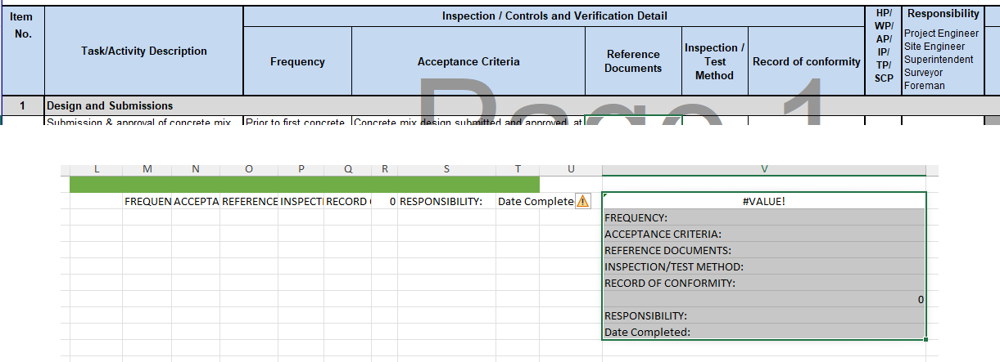 Item No.
Task/Activity Description
Inspection / Controls and Verification Detail
Frequency
Acceptance Criteria
Reference
Documents
Inspection /
Test
Method
Record of conformity
HP/
WP/
AP/
IP/
TP/
SCP
Responsibility
Project Engineer
Site Engineer
Superintendent
Surveyor
Foreman
1 Design and Submissions
Submission & approval of concrete mix Prior to first concrete Concrete mix design submitted and approved, at
Page 1
L M N O P Q R S T U V
FREQUEN ACCEPTA REFERENCE INSPECTI RECORD 0 RESPONSIBILITY: Date Complete #VALUE!
FREQUENCY:
ACCEPTANCE CRITERIA:
REFERENCE DOCUMENTS:
INSPECTION/TEST METHOD:
RECORD OF CONFORMITY:
0
RESPONSIBILITY:
Date Completed: